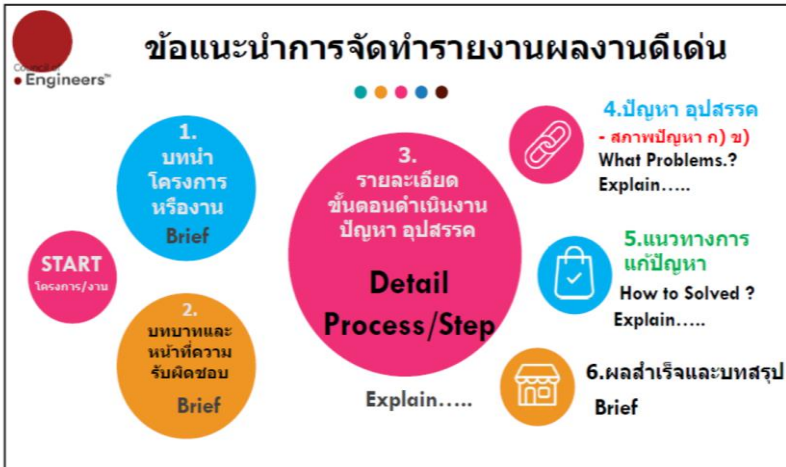 Council of
Engineers™
ข้อแนะนำการจัดทำรายงานผลงานดีเด่น
START
โครงการ/งาน
1.
บทนำ
โครงการ
หรืองาน
Brief
2.
บทบาทและ
หน้าที่ความ
รับผิดชอบ
Brief
3.
รายละเอียด
ขั้นตอนดำเนินงาน
ปัญหา อุปสรรค
Detail
Process/Step
Explain.....
4.ปัญหา อุปสรรค
- สภาพปัญหา ก) ข)
What Problems.?
Explain.....
5.แนวทางการ
แก้ปัญหา
How to Solved ?
Explain.....
6.ผลสำเร็จและบทสรุป
Brief